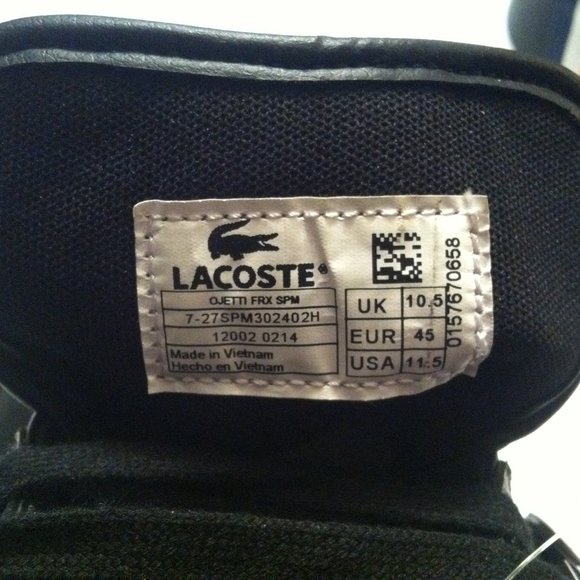 LACOSTE®
OJETTI FRX SPM
7-27SPM302402H
12002 0214
Made in Vietnam
Hecho en Vietnam
UK 10.5
EUR 45
USA 11.5
0157670658